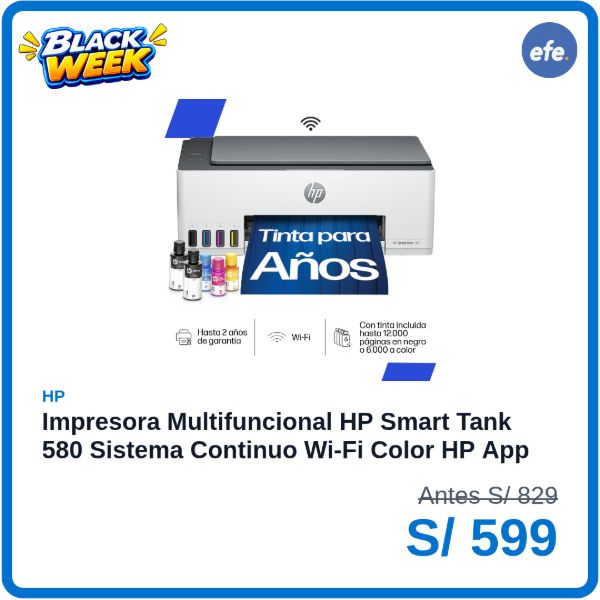 BLACK
WEEK
efe.
hp
Tinta para
Años
Hasta 2 años
de garantía
Wi-Fi
Con tinta incluida
hasta 12.000
páginas en negro
o 6.000 a color
HP
Impresora Multifuncional HP Smart Tank
580 Sistema Continuo Wi-Fi Color HP App
Antes S/ 829
S/ 599